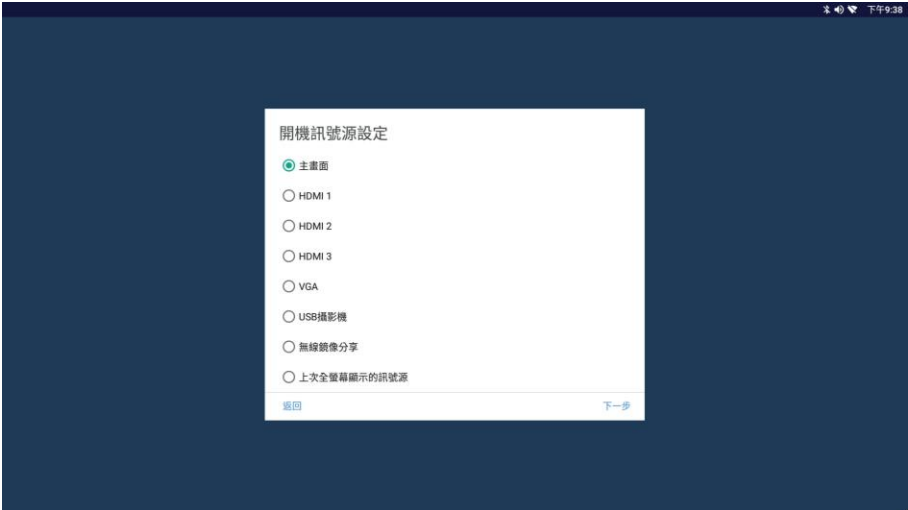 下午9:38
開機訊號源設定
主畫面
HDMI 1
HDMI 2
HDMI 3
VGA
USB攝影機
無線鏡像分享
上次全螢幕顯示的訊號源
返回 下一步